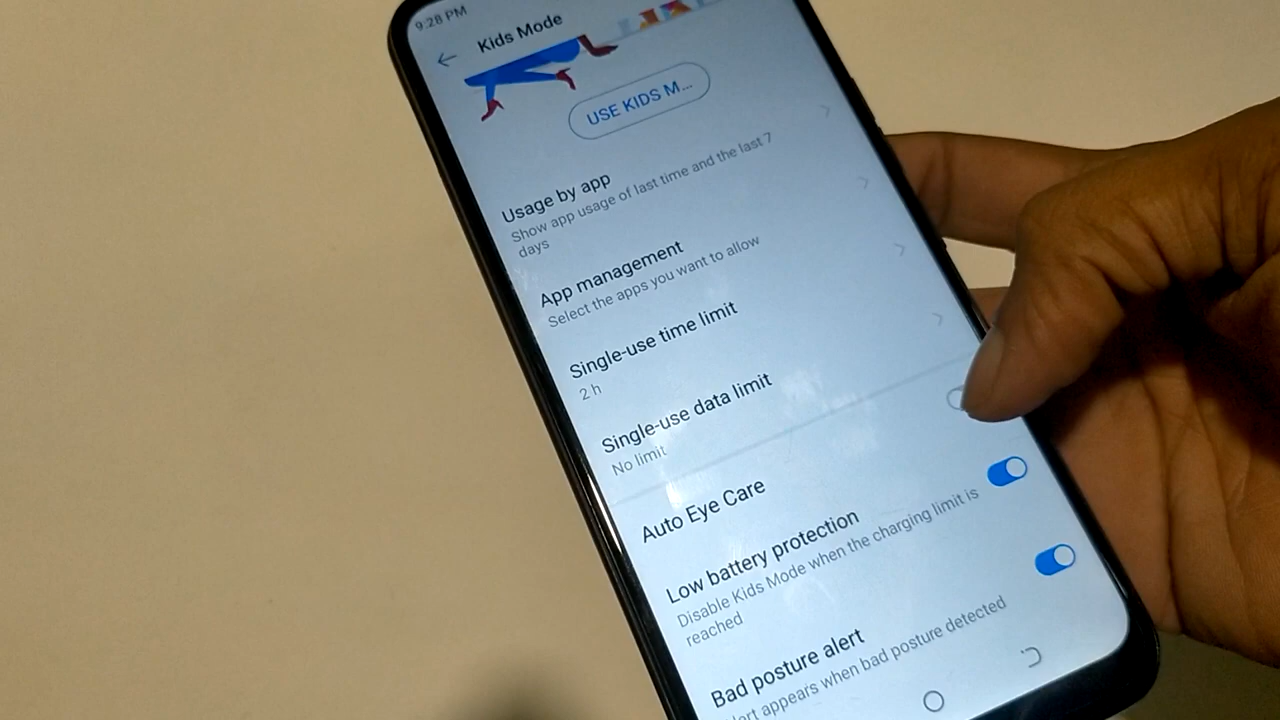 9:28 PM
Kids Mode
USE KIDS M...
Usage by app
Show app usage of last time and the last 7
days
App management
Select the apps you want to allow
Single-use time limit
2 h
Single-use data limit
No limit
Auto Eye Care
Low battery protection
Disable Kids Mode when the charging limit is
reached
Bad posture alert
appears when bad posture detected